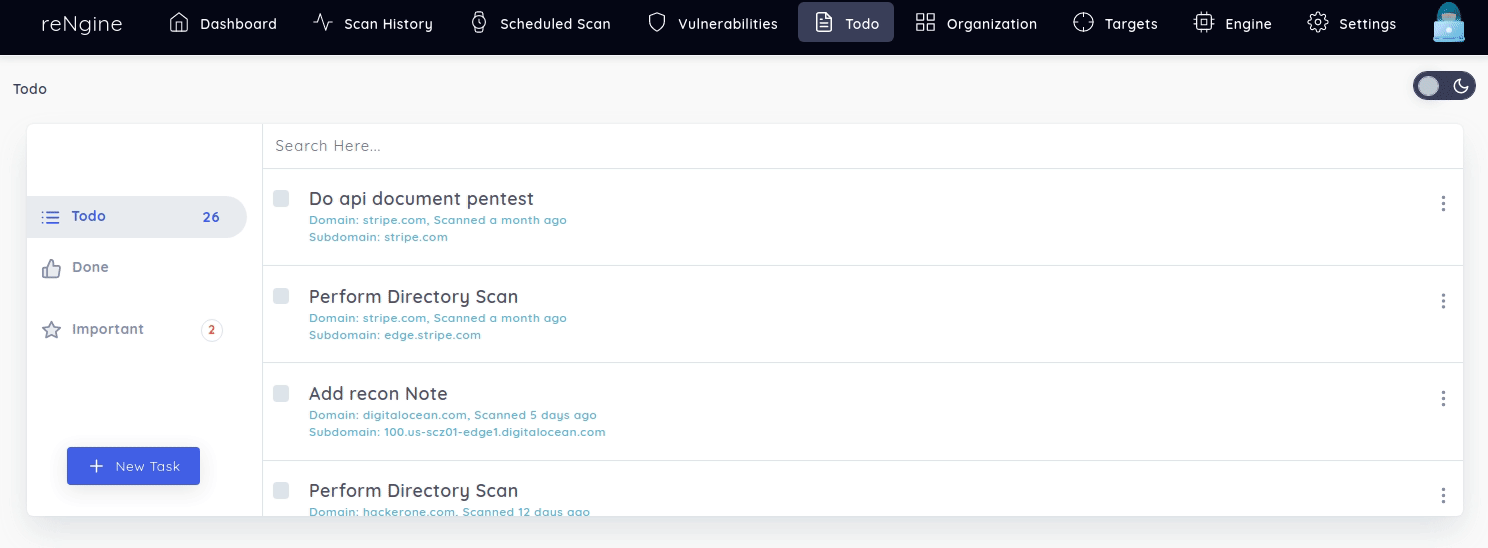 reNgine Dashboard Scan History Scheduled Scan Vulnerabilities Todo Organization Targets Engine Settings
Todo
Search Here...
Todo 26
Done
Important 2
New Task
Do api document pentest
Domain: stripe.com, Scanned a month ago
Subdomain: stripe.com
Perform Directory Scan
Domain: stripe.com, Scanned a month ago
Subdomain: edge.stripe.com
Add recon Note
Domain: digitalocean.com, Scanned 5 days ago
Subdomain: 100.us-scz01-edge1.digitalocean.com
Perform Directory Scan
Domain: hackerone.com, Scanned 12 days ago